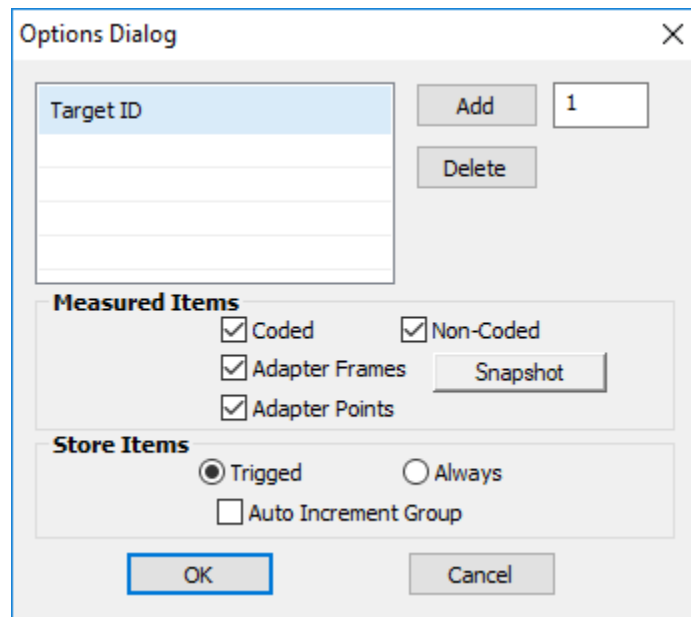 Options Dialog
Target ID
Add
1
Delete
Measured Items
Coded
Non-Coded
Adapter Frames
Snapshot
Adapter Points
Store Items
Trigged
Always
Auto Increment Group
OK
Cancel